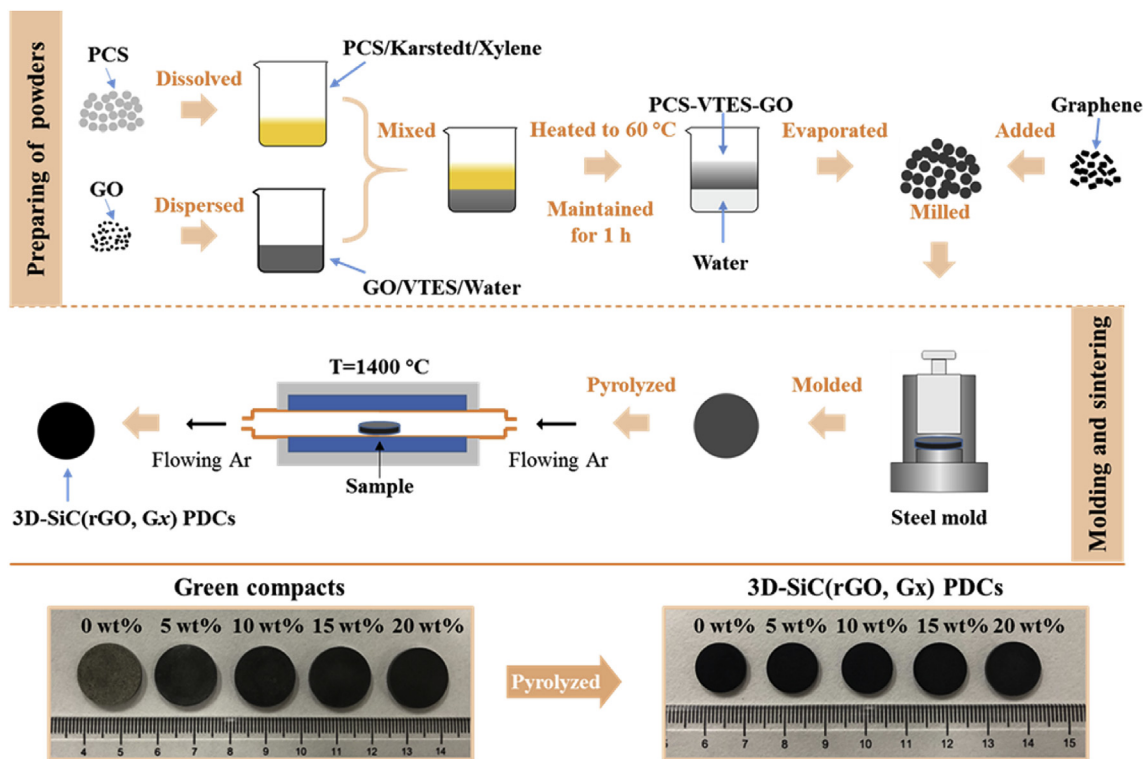 Preparing of powders
PCS
Dissolved
PCS/Karstedt/Xylene
GO
Dispersed
GO/VTES/Water
Mixed
Heated to 60 °C
Maintained
for 1 h
PCS-VTES-GO
Water
Evaporated
Milled
Added
Graphene
Molding and sintering
Steel mold
Molded
Pyrolyzed
T=1400 °C
Flowing Ar
Sample
Flowing Ar
3D-SiC(rGO, Gx) PDCs
Green compacts
0 wt% 5 wt% 10 wt% 15 wt% 20 wt%
4 5 6 7 8 9 10 11 12 13 14
Pyrolyzed
3D-SiC(rGO, Gx) PDCs
0 wt% 5 wt% 10 wt% 15 wt% 20 wt%
6 7 8 9 10 11 12 13 14 15